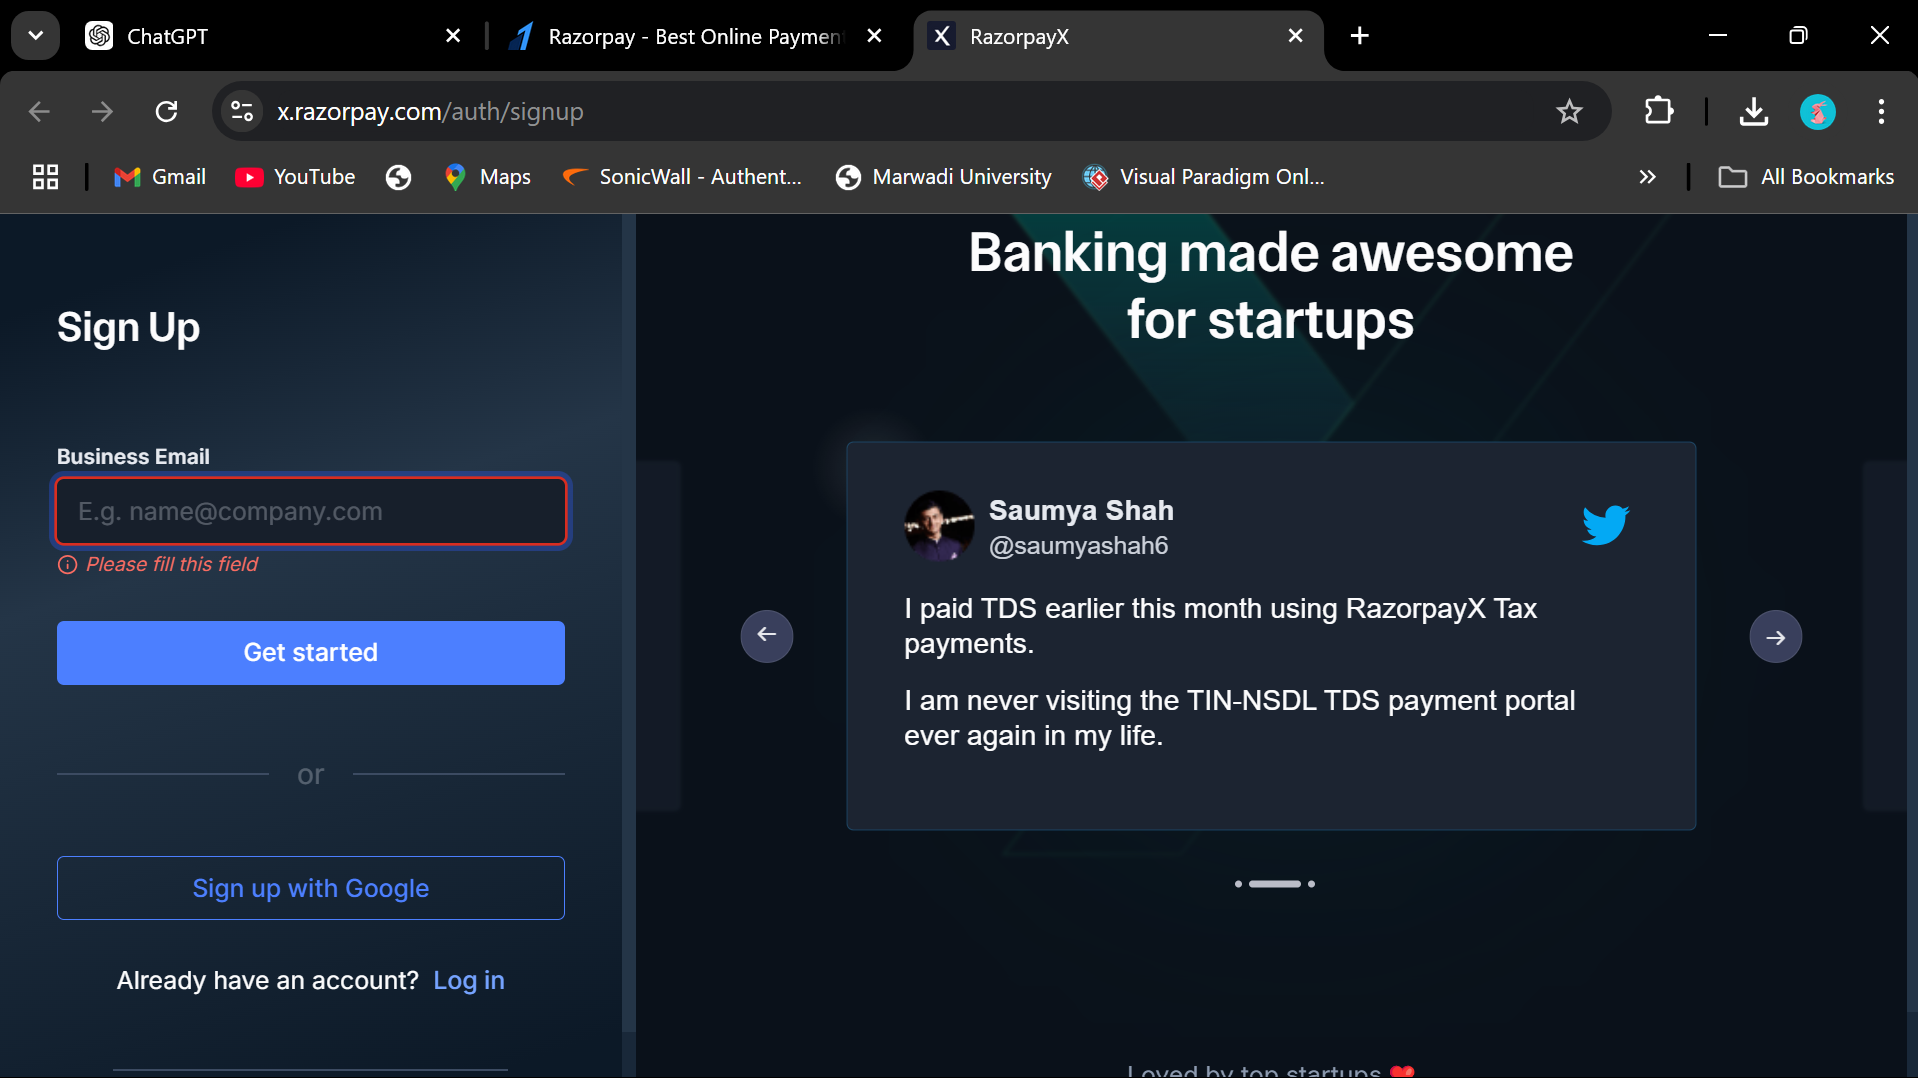 ChatGPT
Razorpay - Best Online Paymen
RazorpayX
x.razorpay.com/auth/signup
Gmail
YouTube
Maps
SonicWall - Authent...
Marwadi University
Visual Paradigm Onl...
All Bookmarks
Sign Up
Business Email
E.g. name@company.com
Please fill this field
Get started
or
Sign up with Google
Already have an account? Log in
Banking made awesome
for startups
Saumya Shah
@saumyashah6
I paid TDS earlier this month using RazorpayX Tax
payments.
I am never visiting the TIN-NSDL TDS payment portal
ever again in my life.
Loved by top startups ❤️